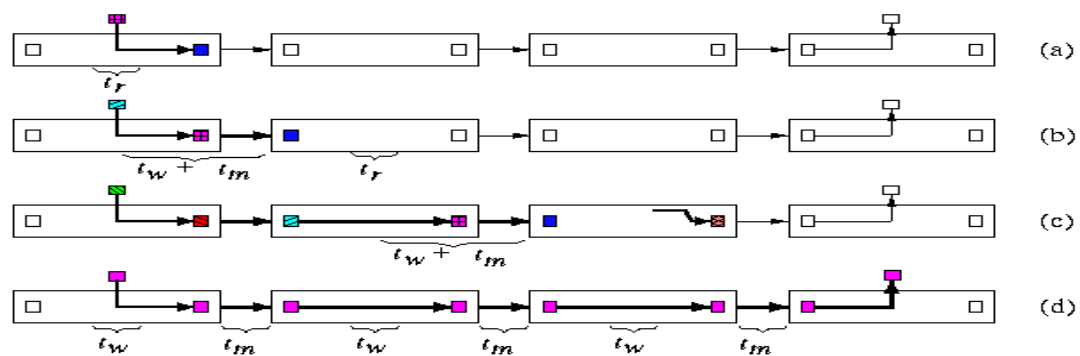 (a)
t_r
(b)
t_w + t_m t_r
(c)
t_w + t_m
(d)
t_w t_m t_w t_m t_w t_m